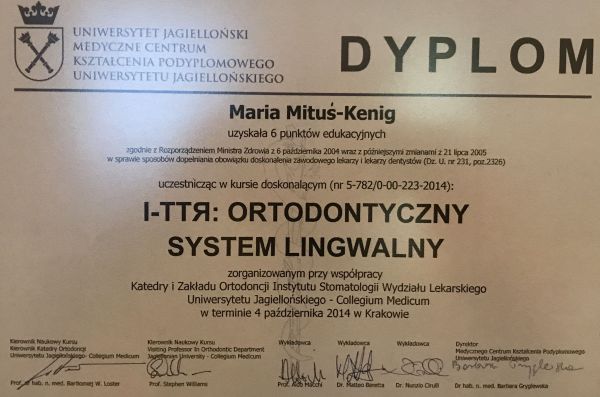 UNIWERSYTET JAGIELLOŃSKI
MEDYCZNE CENTRUM
KSZTAŁCENIA PODYPLOMOWEGO
UNIWERSYTETU JAGIELLOŃSKIEGO
DYPLOM
Maria Mituś-Kenig
uzyskała 6 punktów edukacyjnych
zgodnie z Rozporządzeniem Ministra Zdrowia z 6 października 2004 wraz z późniejszymi zmianami z 21 lipca 2005
w sprawie sposobów dopełniania obowiązku doskonalenia zawodowego lekarzy i lekarzy dentystów (Dz. U. nr 231, poz.2326)
uczestnicząc w kursie doskonalącym (nr 5-782/0-00-223-2014):
I-TTЯ: ORTODONTYCZNY
SYSTEM LINGWALNY
zorganizowanym przy współpracy
Katedry i Zakładu Ortodoncji Instytutu Stomatologii Wydziału Lekarskiego
Uniwersytetu Jagiellońskiego - Collegium Medicum
w terminie 4 października 2014 w Krakowie
Kierownik Naukowy Kursu
Kierownik Katedry Ortodoncji
Uniwersytetu Jagiellońskiego- Collegium Medicum
Prof. dr hab. n. med. Bartłomiej W. Loster
Kierownik Naukowy Kursu
Visiting Professor In Orthodontic Department
Jagiellonian University - Collegium Medicum
Prof. Stephen Williams
Wykładowca
Prof. Aldo Macchi
Wykładowca
Dr. Matteo Beretta
Wykładowca
Dr. Nunzio Cirulli
Dyrektor
Medycznego Centrum Kształcenia Podyplomowego
Uniwersytetu Jagiellońskiego
Barbara Gryglewska
Dr hab. n. med. Barbara Gryglewska